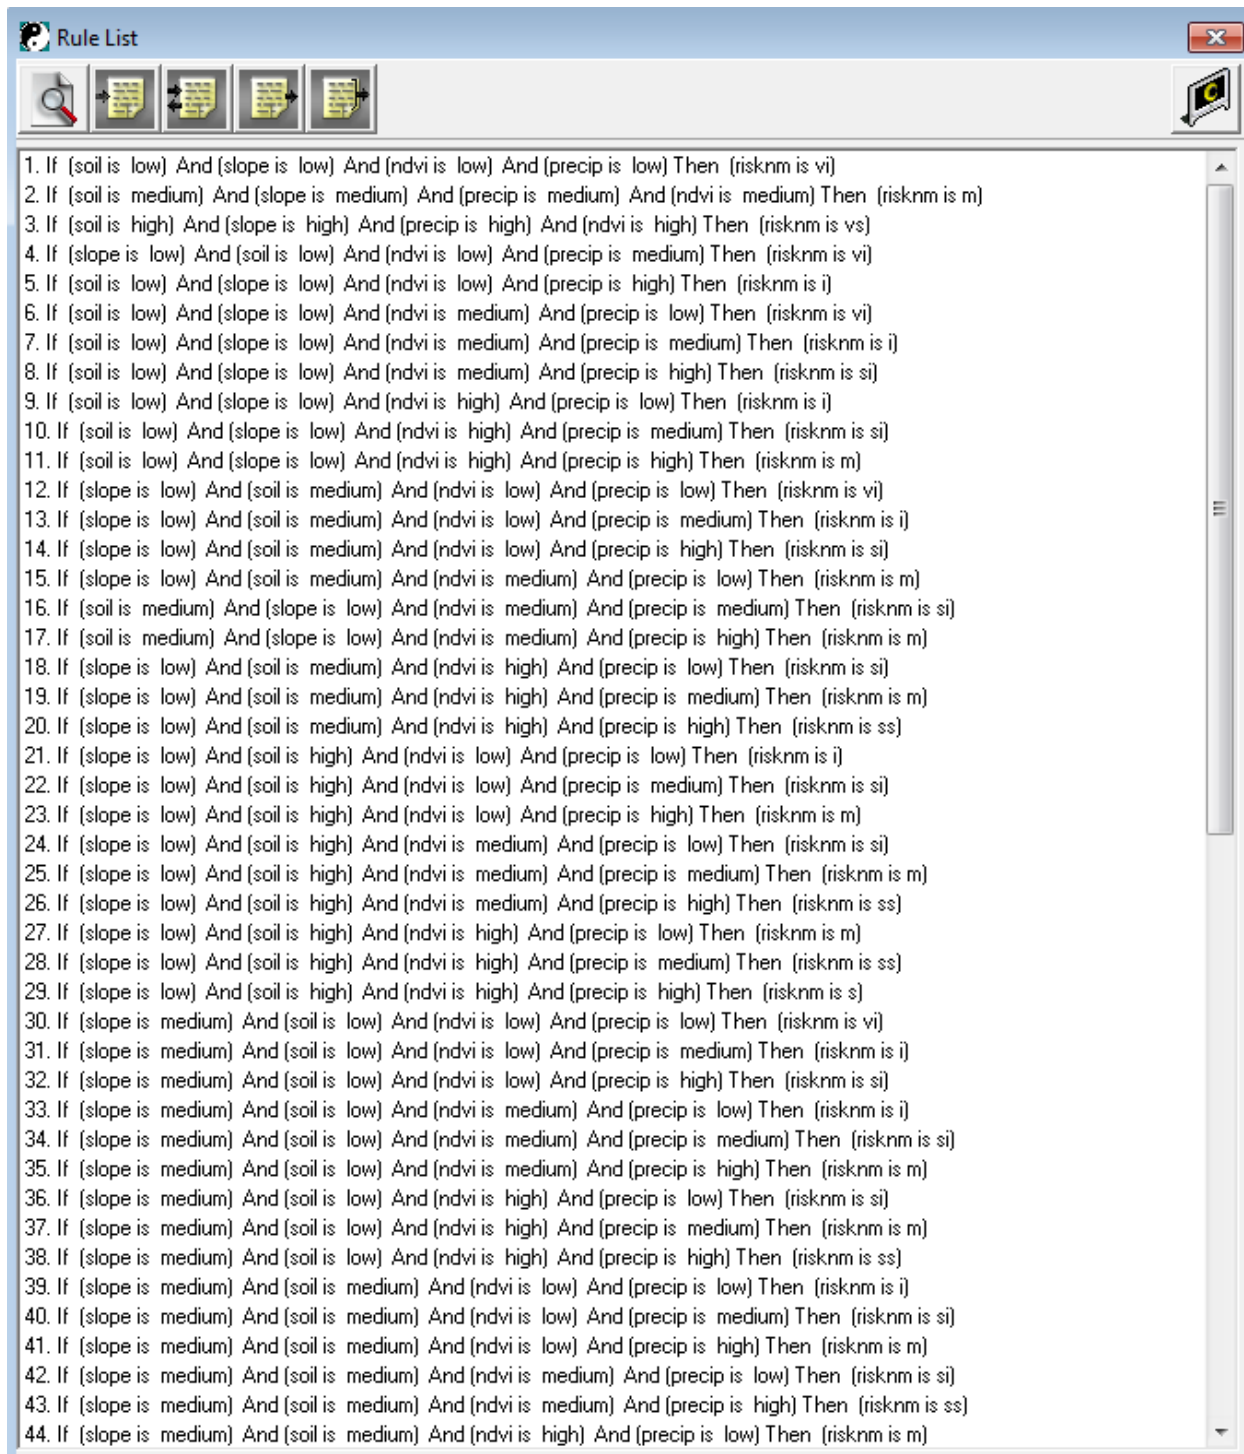 Rule List
1. If (soil is low) And (slope is low) And (ndvi is low) And (precip is low) Then (risknm is vi)
2. If (soil is medium) And (slope is medium) And (precip is medium) And (ndvi is medium) Then (risknm is m)
3. If (soil is high) And (slope is high) And (precip is high) And (ndvi is high) Then (risknm is vs)
4. If (slope is low) And (soil is low) And (ndvi is low) And (precip is medium) Then (risknm is vi)
5. If (soil is low) And (slope is low) And (ndvi is low) And (precip is high) Then (risknm is i)
6. If (soil is low) And (slope is low) And (ndvi is medium) And (precip is low) Then (risknm is vi)
7. If (soil is low) And (slope is low) And (ndvi is medium) And (precip is medium) Then (risknm is i)
8. If (soil is low) And (slope is low) And (ndvi is medium) And (precip is high) Then (risknm is si)
9. If (soil is low) And (slope is low) And (ndvi is high) And (precip is low) Then (risknm is i)
10. If (soil is low) And (slope is low) And (ndvi is high) And (precip is medium) Then (risknm is si)
11. If (soil is low) And (slope is low) And (ndvi is high) And (precip is high) Then (risknm is m)
12. If (slope is low) And (soil is medium) And (ndvi is low) And (precip is low) Then (risknm is vi)
13. If (slope is low) And (soil is medium) And (ndvi is low) And (precip is medium) Then (risknm is i)
14. If (slope is low) And (soil is medium) And (ndvi is low) And (precip is high) Then (risknm is si)
15. If (slope is low) And (soil is medium) And (ndvi is medium) And (precip is low) Then (risknm is m)
16. If (soil is medium) And (slope is low) And (ndvi is medium) And (precip is medium) Then (risknm is si)
17. If (soil is medium) And (slope is low) And (ndvi is medium) And (precip is high) Then (risknm is m)
18. If (slope is low) And (soil is medium) And (ndvi is high) And (precip is low) Then (risknm is si)
19. If (slope is low) And (soil is medium) And (ndvi is high) And (precip is medium) Then (risknm is m)
20. If (slope is low) And (soil is medium) And (ndvi is high) And (precip is high) Then (risknm is ss)
21. If (slope is low) And (soil is high) And (ndvi is low) And (precip is low) Then (risknm is i)
22. If (slope is low) And (soil is high) And (ndvi is low) And (precip is medium) Then (risknm is si)
23. If (slope is low) And (soil is high) And (ndvi is low) And (precip is high) Then (risknm is m)
24. If (slope is low) And (soil is high) And (ndvi is medium) And (precip is low) Then (risknm is si)
25. If (slope is low) And (soil is high) And (ndvi is medium) And (precip is medium) Then (risknm is m)
26. If (slope is low) And (soil is high) And (ndvi is medium) And (precip is high) Then (risknm is ss)
27. If (slope is low) And (soil is high) And (ndvi is high) And (precip is low) Then (risknm is m)
28. If (slope is low) And (soil is high) And (ndvi is high) And (precip is medium) Then (risknm is ss)
29. If (slope is low) And (soil is high) And (ndvi is high) And (precip is high) Then (risknm is s)
30. If (slope is medium) And (soil is low) And (ndvi is low) And (precip is low) Then (risknm is vi)
31. If (slope is medium) And (soil is low) And (ndvi is low) And (precip is medium) Then (risknm is i)
32. If (slope is medium) And (soil is low) And (ndvi is low) And (precip is high) Then (risknm is si)
33. If (slope is medium) And (soil is low) And (ndvi is medium) And (precip is low) Then (risknm is i)
34. If (slope is medium) And (soil is low) And (ndvi is medium) And (precip is medium) Then (risknm is si)
35. If (slope is medium) And (soil is low) And (ndvi is medium) And (precip is high) Then (risknm is m)
36. If (slope is medium) And (soil is low) And (ndvi is high) And (precip is low) Then (risknm is si)
37. If (slope is medium) And (soil is low) And (ndvi is high) And (precip is medium) Then (risknm is m)
38. If (slope is medium) And (soil is low) And (ndvi is high) And (precip is high) Then (risknm is ss)
39. If (slope is medium) And (soil is medium) And (ndvi is low) And (precip is low) Then (risknm is i)
40. If (slope is medium) And (soil is medium) And (ndvi is low) And (precip is medium) Then (risknm is si)
41. If (slope is medium) And (soil is medium) And (ndvi is low) And (precip is high) Then (risknm is m)
42. If (slope is medium) And (soil is medium) And (ndvi is medium) And (precip is low) Then (risknm is si)
43. If (slope is medium) And (soil is medium) And (ndvi is medium) And (precip is high) Then (risknm is ss)
44. If (slope is medium) And (soil is medium) And (ndvi is high) And (precip is low) Then (risknm is m)